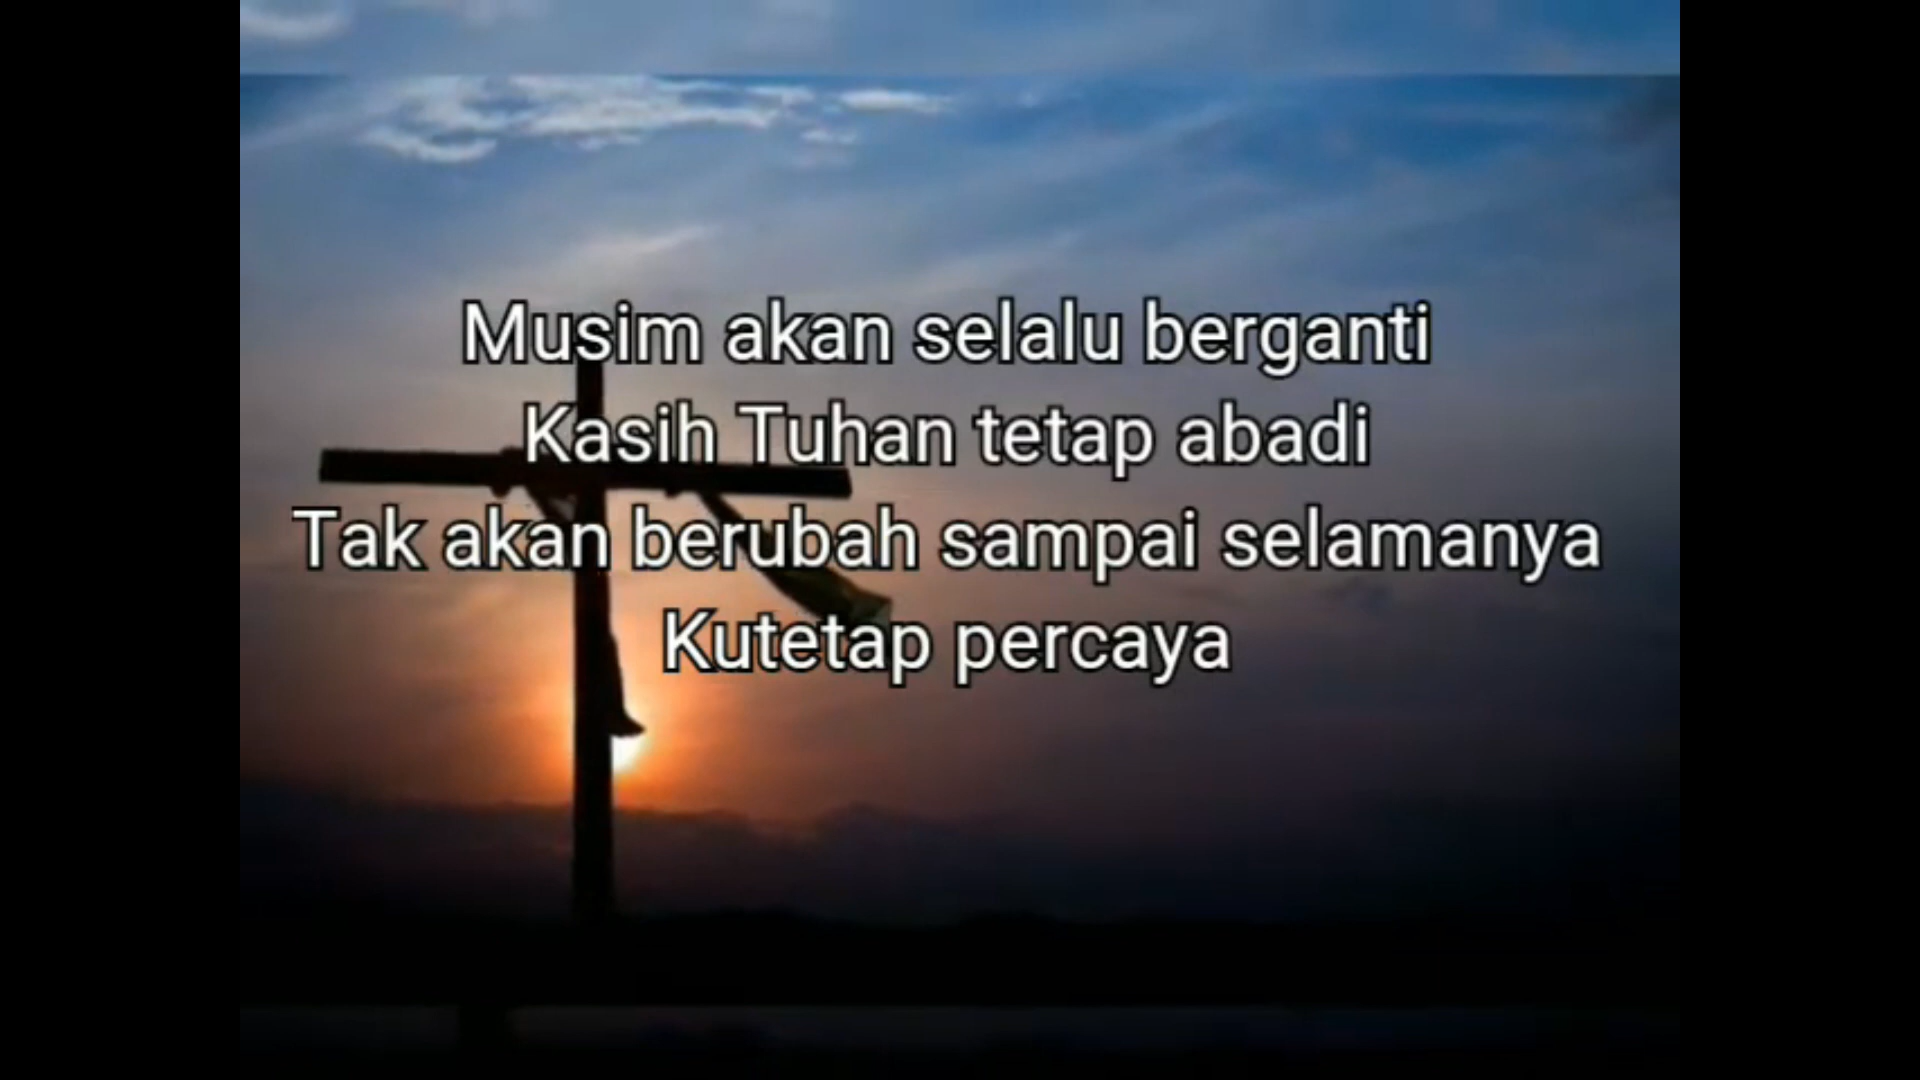 Musim akan selalu berganti
Kasih Tuhan tetap abadi
Tak akan berubah sampai selamanya
Kutetap percaya